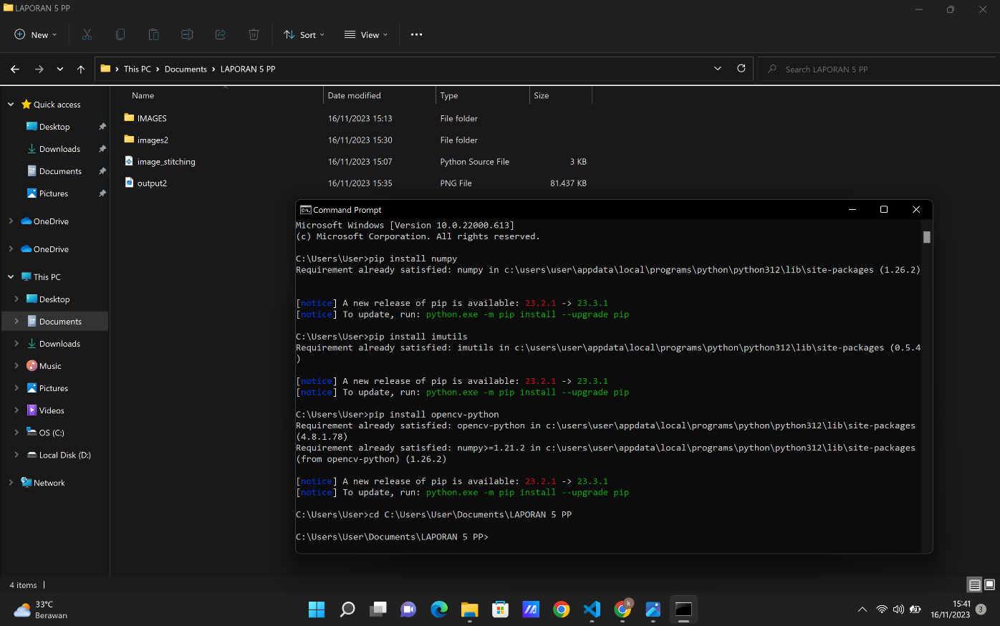 LAPORAN 5 PP
New
Sort
View
This PC
Documents
LAPORAN 5 PP
Search LAPORAN 5 PP
Name
Date modified
Type
Size
IMAGES
16/11/2023 15:13
File folder
images2
16/11/2023 15:30
File folder
image_stitching
16/11/2023 15:07
Python Source File
3 KB
output2
16/11/2023 15:35
PNG File
81.437 KB
Quick access
Desktop
Downloads
Documents
Pictures
OneDrive
OneDrive
This PC
Desktop
Documents
Downloads
Music
Pictures
Videos
OS (C:)
Local Disk (D:)
Network
Command Prompt
Microsoft Windows [Version 10.0.22000.613]
(c) Microsoft Corporation. All rights reserved.
C:\Users\User>pip install numpy
Requirement already satisfied: numpy in c:\users\user\appdata\local\programs\python\python312\lib\site-packages (1.26.2)
[notice] A new release of pip is available: 23.2.1 -> 23.3.1
[notice] To update, run: python.exe -m pip install --upgrade pip
C:\Users\User>pip install imutils
Requirement already satisfied: imutils in c:\users\user\appdata\local\programs\python\python312\lib\site-packages (0.5.4
)
[notice] A new release of pip is available: 23.2.1 -> 23.3.1
[notice] To update, run: python.exe -m pip install --upgrade pip
C:\Users\User>pip install opencv-python
Requirement already satisfied: opencv-python in c:\users\user\appdata\local\programs\python\python312\lib\site-packages
(4.8.1.78)
Requirement already satisfied: numpy>=1.21.2 in c:\users\user\appdata\local\programs\python\python312\lib\site-packages
(from opencv-python) (1.26.2)
[notice] A new release of pip is available: 23.2.1 -> 23.3.1
[notice] To update, run: python.exe -m pip install --upgrade pip
C:\Users\User>cd C:\Users\User\Documents\LAPORAN 5 PP
C:\Users\User\Documents\LAPORAN 5 PP>
4 items
33°C
Berawan
k
15:41
16/11/2023
3